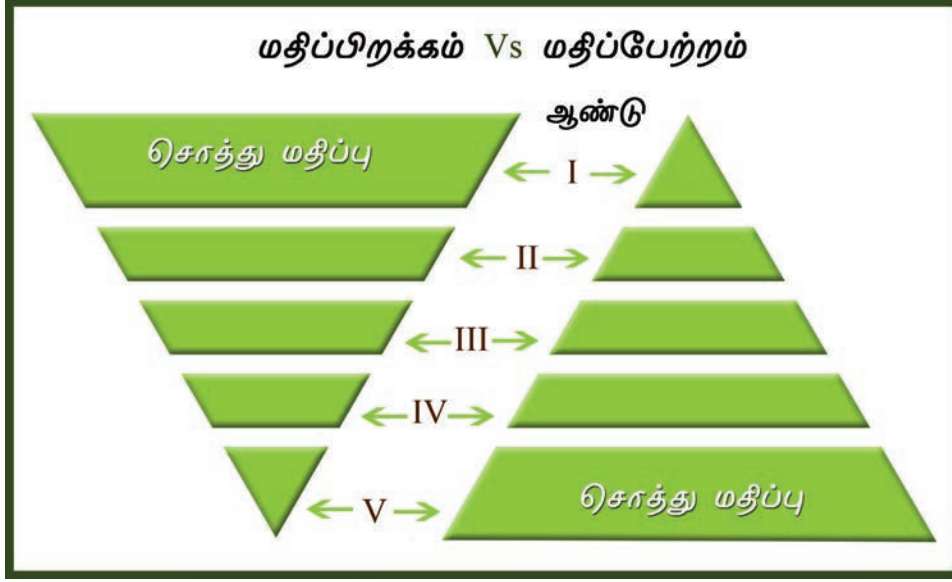 மதிப்பிறக்கம் Vs மதிப்பேற்றம்
ஆண்டு
சொத்து மதிப்பு
I
II
III
IV
V
சொத்து மதிப்பு